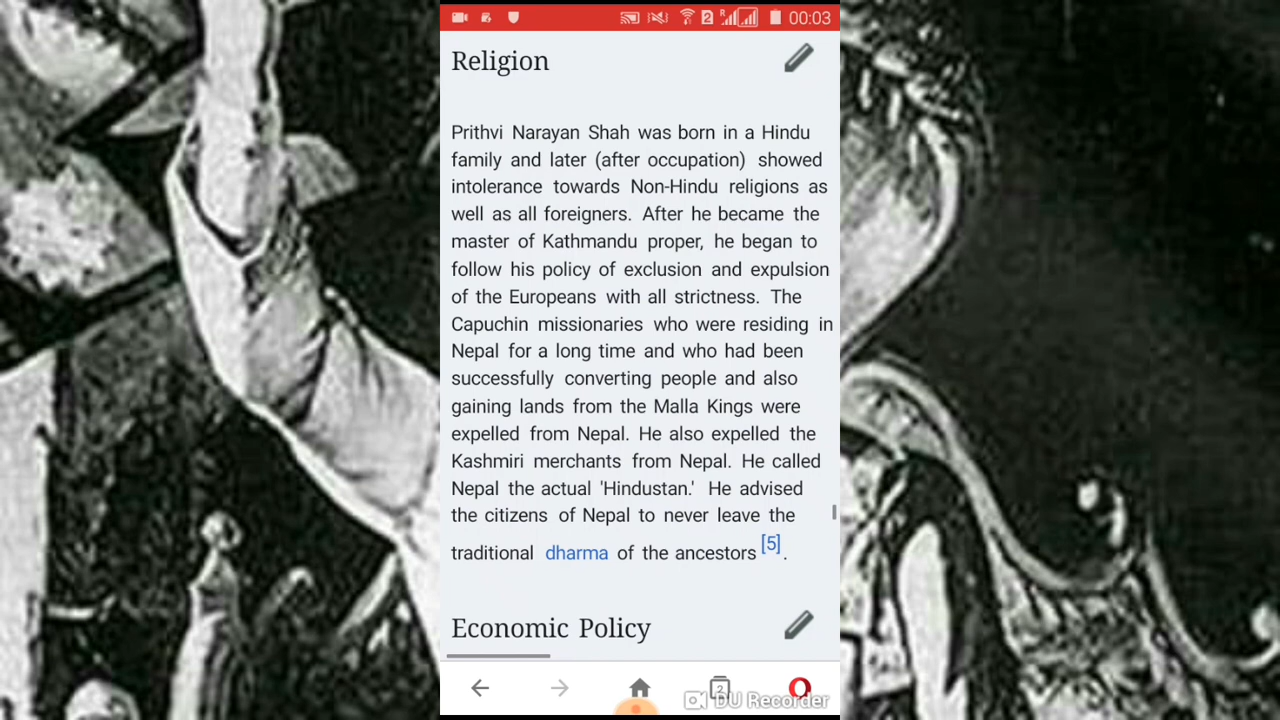 00:03
Religion
Prithvi Narayan Shah was born in a Hindu
family and later (after occupation) showed
intolerance towards Non-Hindu religions as
well as all foreigners. After he became the
master of Kathmandu proper, he began to
follow his policy of exclusion and expulsion
of the Europeans with all strictness. The
Capuchin missionaries who were residing in
Nepal for a long time and who had been
successfully converting people and also
gaining lands from the Malla Kings were
expelled from Nepal. He also expelled the
Kashmiri merchants from Nepal. He called
Nepal the actual 'Hindustan.' He advised
the citizens of Nepal to never leave the
traditional dharma of the ancestors [5].
Economic Policy
2
DU Recorder